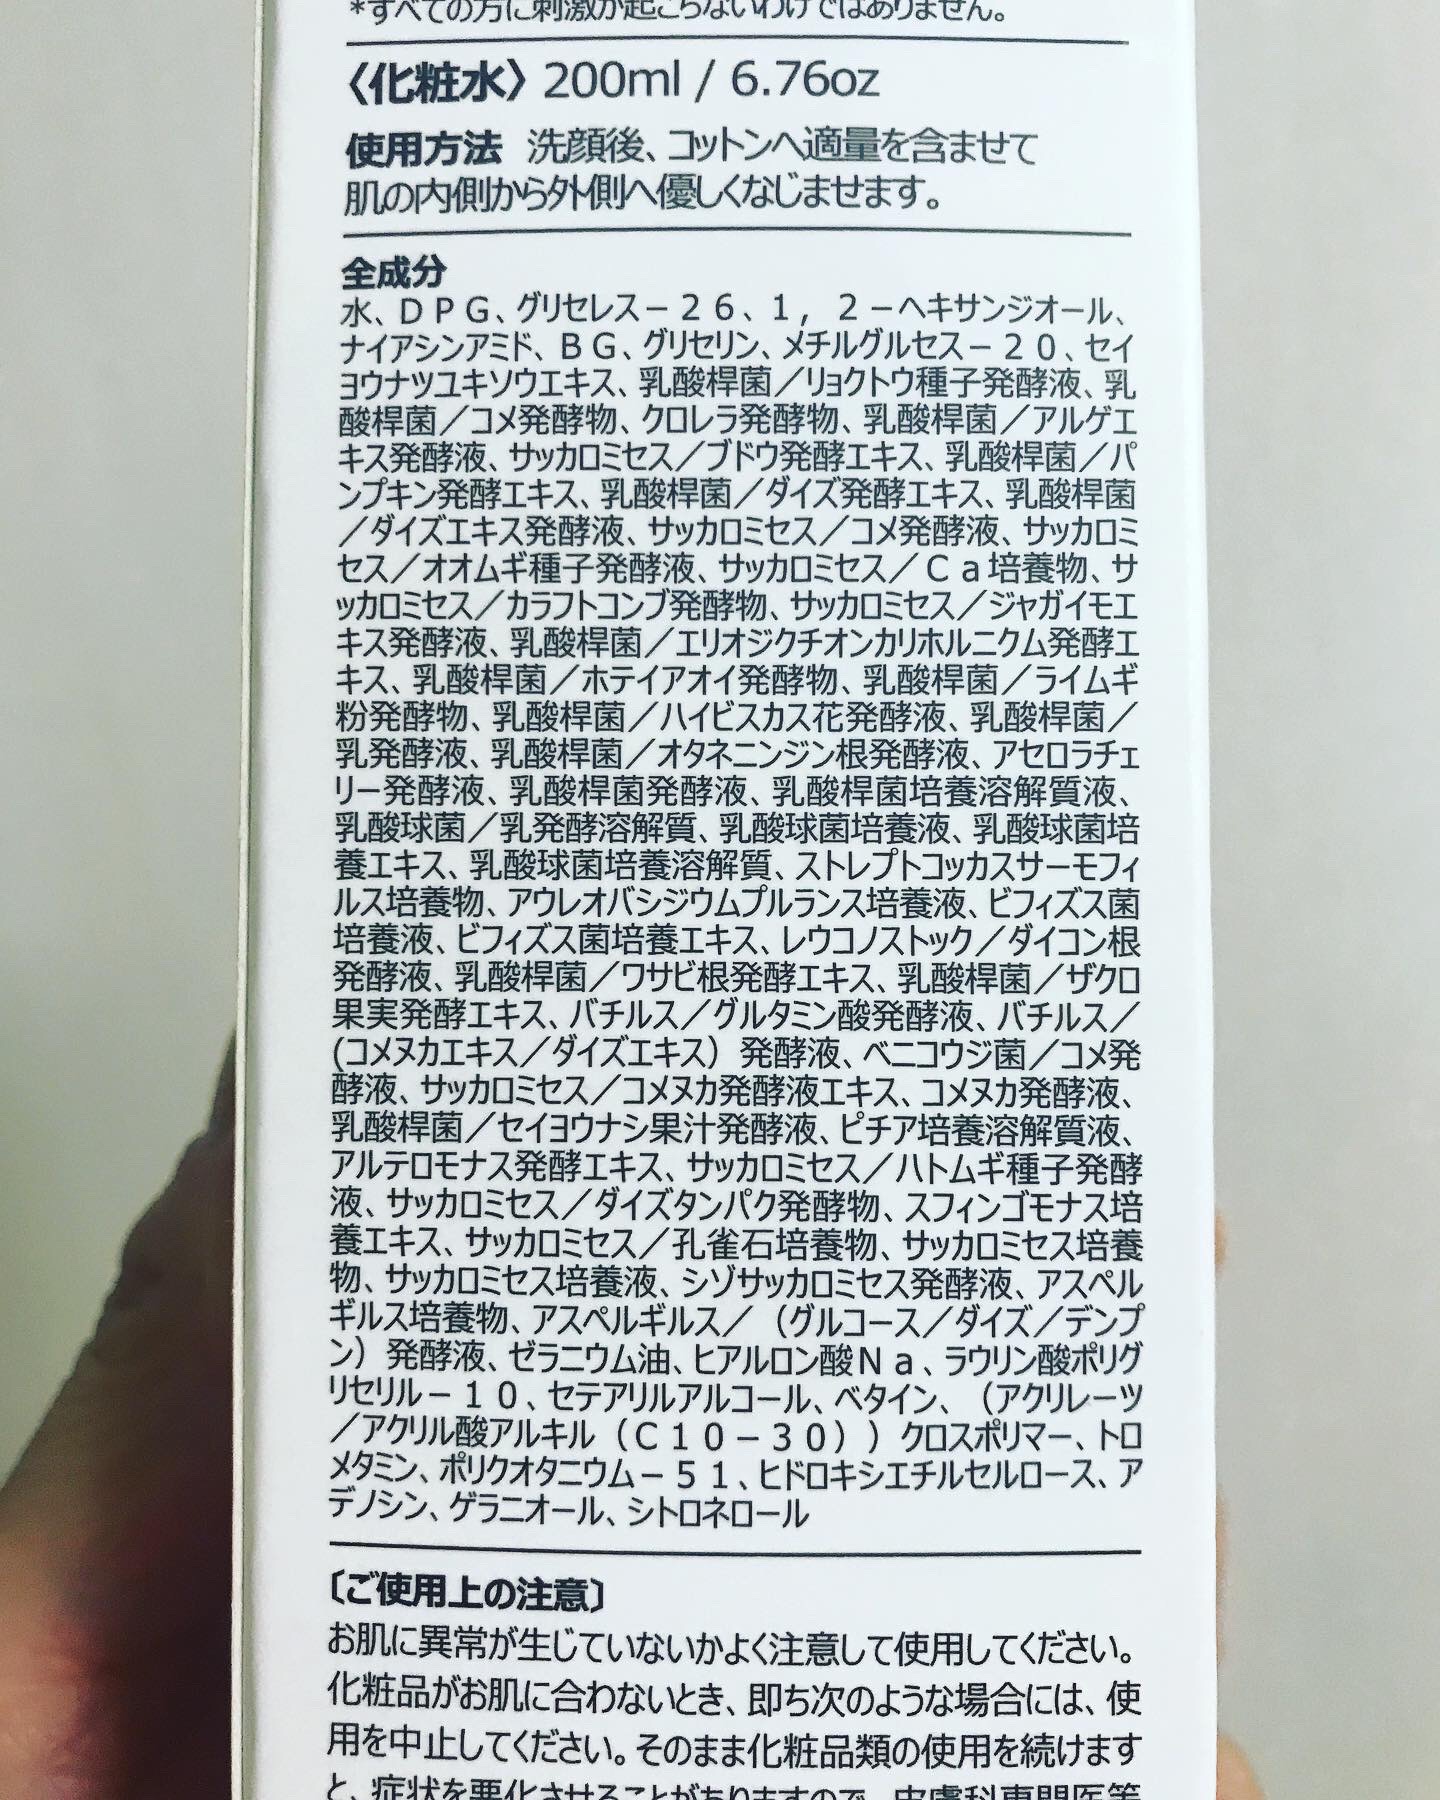 *すべての方に刺激が起こらないわけではありません。
〈化粧水〉 200ml / 6.76oz
使用方法 洗顔後、コットンへ適量を含ませて
肌の内側から外側へ優しくなじませます。
全成分
水、ＤＰＧ、グリセレス－２６、１，２－ヘキサンジオール、
ナイアシンアミド、ＢＧ、グリセリン、メチルグルセス－２０、セイ
ヨウナツユキソウエキス、乳酸桿菌／リョクトウ種子発酵液、乳
酸桿菌／コメ発酵物、クロレラ発酵物、乳酸桿菌／アルゲエ
キス発酵液、サッカロミセス／ブドウ発酵エキス、乳酸桿菌／パ
ンプキン発酵エキス、乳酸桿菌／ダイズ発酵エキス、乳酸桿菌
／ダイズエキス発酵液、サッカロミセス／コメ発酵液、サッカロミ
セス／オオムギ種子発酵液、サッカロミセス／Ｃａ培養物、サ
ッカロミセス／カラフトコンブ発酵物、サッカロミセス／ジャガイモエ
キス発酵液、乳酸桿菌／エリオジクチオンカリホルニクム発酵エ
キス、乳酸桿菌／ホテイアオイ発酵物、乳酸桿菌／ライムギ
粉発酵物、乳酸桿菌／ハイビスカス花発酵液、乳酸桿菌／
乳発酵液、乳酸桿菌／オタネニンジン根発酵液、アセロラチェ
リー発酵液、乳酸桿菌発酵液、乳酸桿菌培養溶解質液、
乳酸球菌／乳発酵溶解質、乳酸球菌培養液、乳酸球菌培
養エキス、乳酸球菌培養溶解質、ストレプトコッカスサーモフィ
ルス培養物、アウレオバシジウムプルランス培養液、ビフィズス菌
培養液、ビフィズス菌培養エキス、レウコノストック／ダイコン根
発酵液、乳酸桿菌／ワサビ根発酵エキス、乳酸桿菌／ザクロ
果実発酵エキス、バチルス／グルタミン酸発酵液、バチルス／
(コメヌカエキス／ダイズエキス）発酵液、ベニコウジ菌／コメ発
酵液、サッカロミセス／コメヌカ発酵液エキス、コメヌカ発酵液、
乳酸桿菌／セイヨウナシ果汁発酵液、ピチア培養溶解質液、
アルテロモナス発酵エキス、サッカロミセス／ハトムギ種子発酵
液、サッカロミセス／ダイズタンパク発酵物、スフィンゴモナス培
養エキス、サッカロミセス／孔雀石培養物、サッカロミセス培養
物、サッカロミセス培養液、シゾサッカロミセス発酵液、アスペル
ギルス培養物、アスペルギルス／（グルコース／ダイズ／デンプ
ン）発酵液、ゼラニウム油、ヒアルロン酸Ｎａ、ラウリン酸ポリグ
リセリル－１０、セテアリルアルコール、ベタイン、（アクリレーツ
／アクリル酸アルキル（Ｃ１０－３０））クロスポリマー、トロ
メタミン、ポリクオタニウム－５１、ヒドロキシエチルセルロース、ア
デノシン、ゲラニオール、シトロネロール
〔ご使用上の注意〕
お肌に異常が生じていないかよく注意して使用してください。
化粧品がお肌に合わないとき、即ち次のような場合には、使
用を中止してください。そのまま化粧品類の使用を続けます
と、症状を悪化させることがありますので、皮膚科専門医等